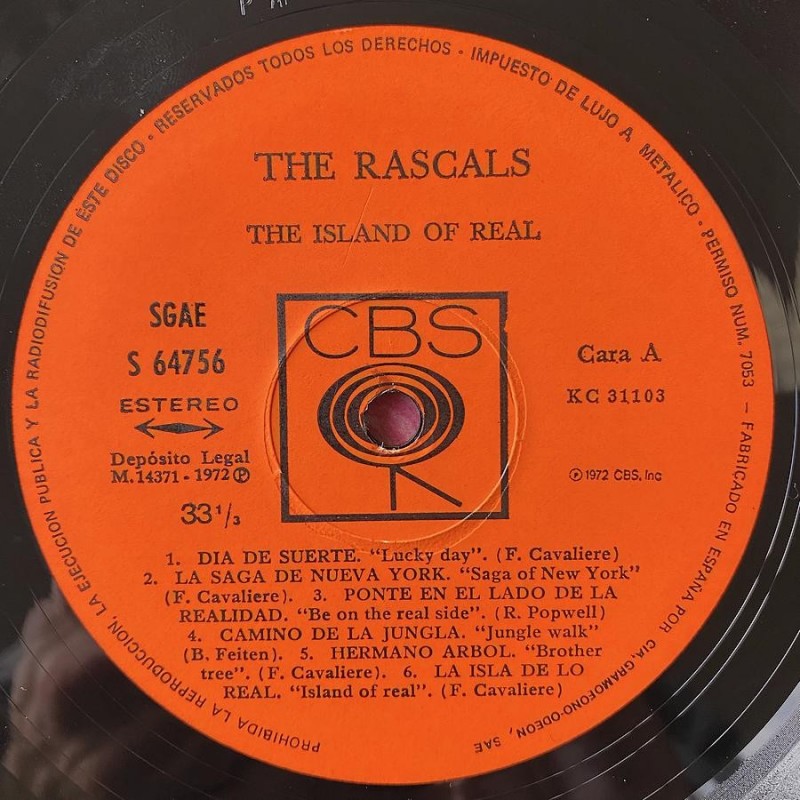 PROHIBIDA LA REPRODUCCION, LA EJECUCION PUBLICA Y LA RADIODIFUSION DE ESTE DISCO - RESERVADOS TODOS LOS DERECHOS - IMPUESTO DE LUJO A METALICO - PERMISO NUM. 7053 - FABRICADO EN ESPAÑA POR CIA. GRAMOFONO-ODEON, SAE
THE RASCALS
THE ISLAND OF REAL
CBS
SGAE
S 64756
ESTEREO
Depósito Legal
M. 14371 - 1972 Ⓟ
33 1/3
Cara A
KC 31103
Ⓟ 1972 CBS, Inc
1. DIA DE SUERTE. “Lucky day”. (F. Cavaliere)
2. LA SAGA DE NUEVA YORK. “Saga of New York”
(F. Cavaliere). 3. PONTE EN EL LADO DE LA
REALIDAD. “Be on the real side”. (R. Popwell)
4. CAMINO DE LA JUNGLA. “Jungle walk”
(B. Feiten). 5. HERMANO ARBOL. “Brother
tree”. (F. Cavaliere). 6. LA ISLA DE LO
REAL. “Island of real”. (F. Cavaliere)